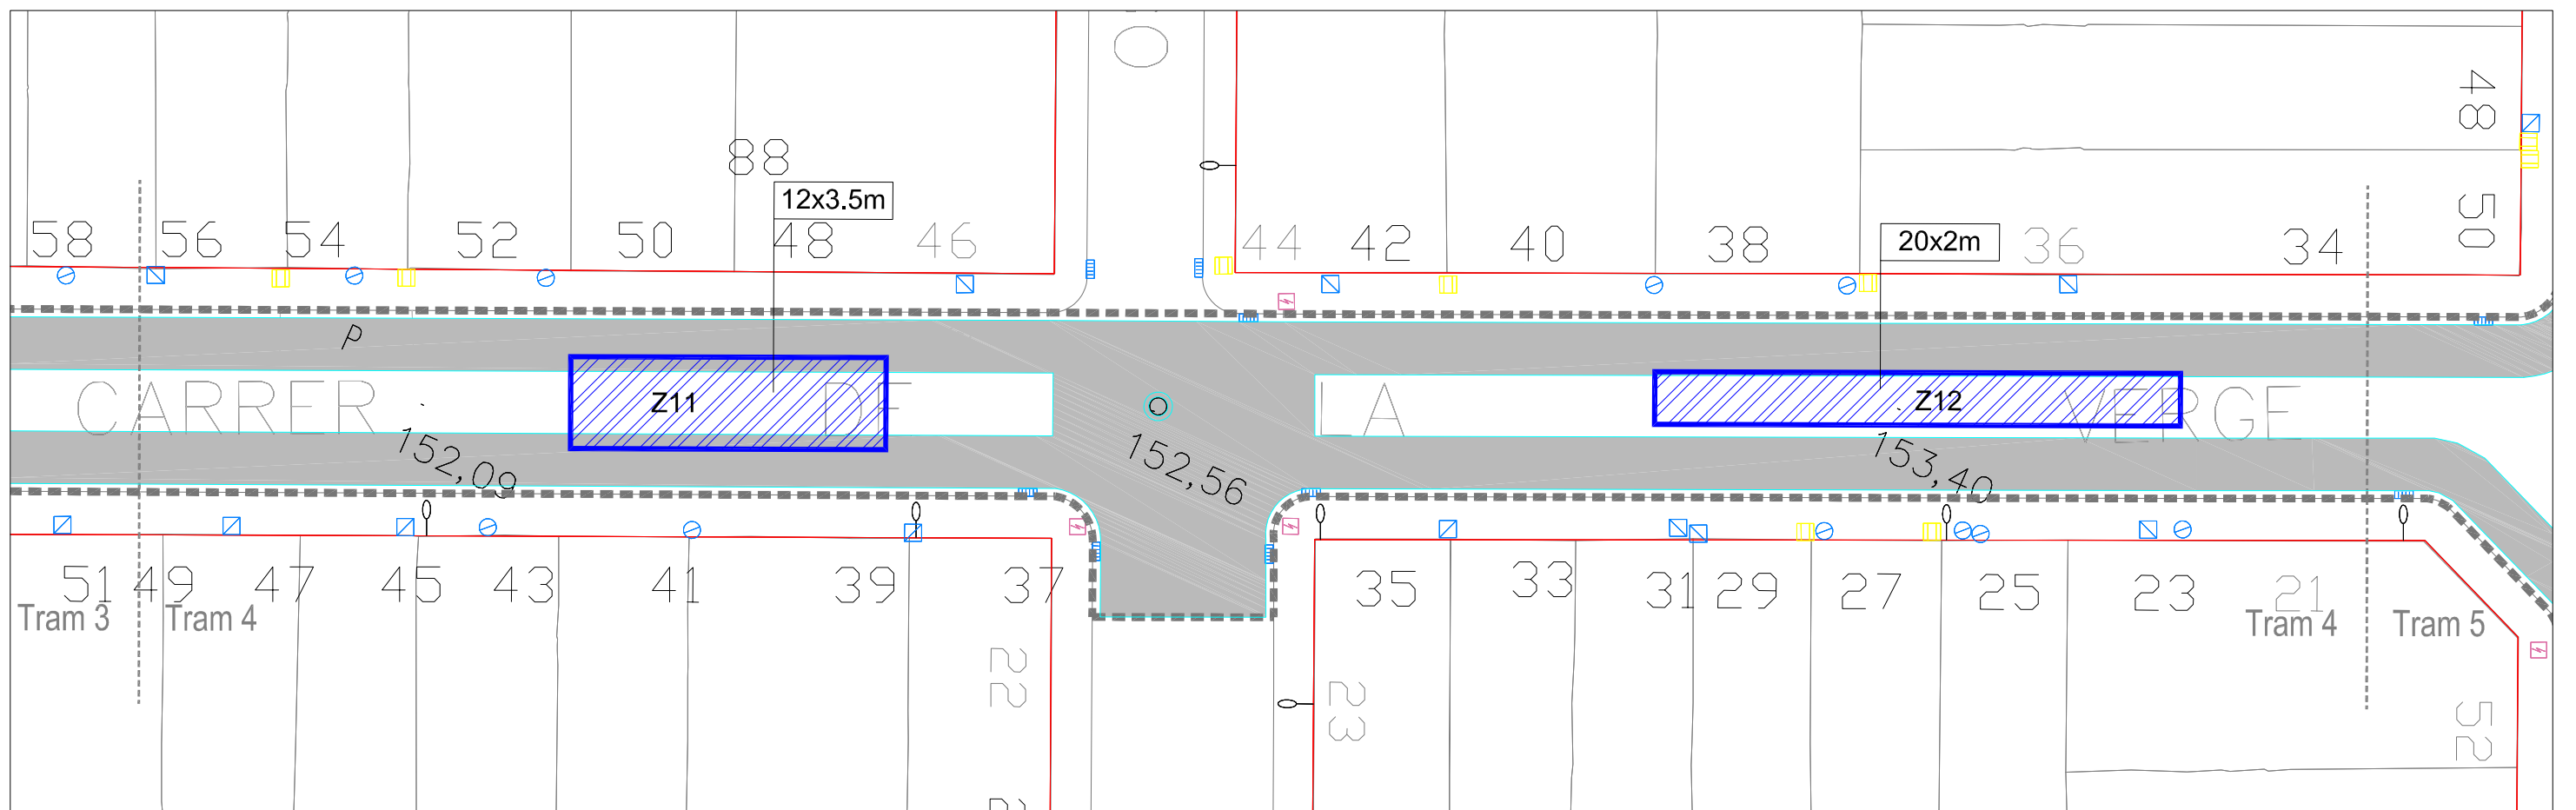 0
48
88
12x3.5m
50
58 56 54 52 50 48 46 44 42 40 38 20x2m 36 34
P
CARRER DE LA VERGE
Z11 Z12
152,09 152,56 153,40
51 49 47 45 43 41 39 37 35 33 31 29 27 25 23 21
Tram 3 Tram 4 Tram 4 Tram 5
22
23
52